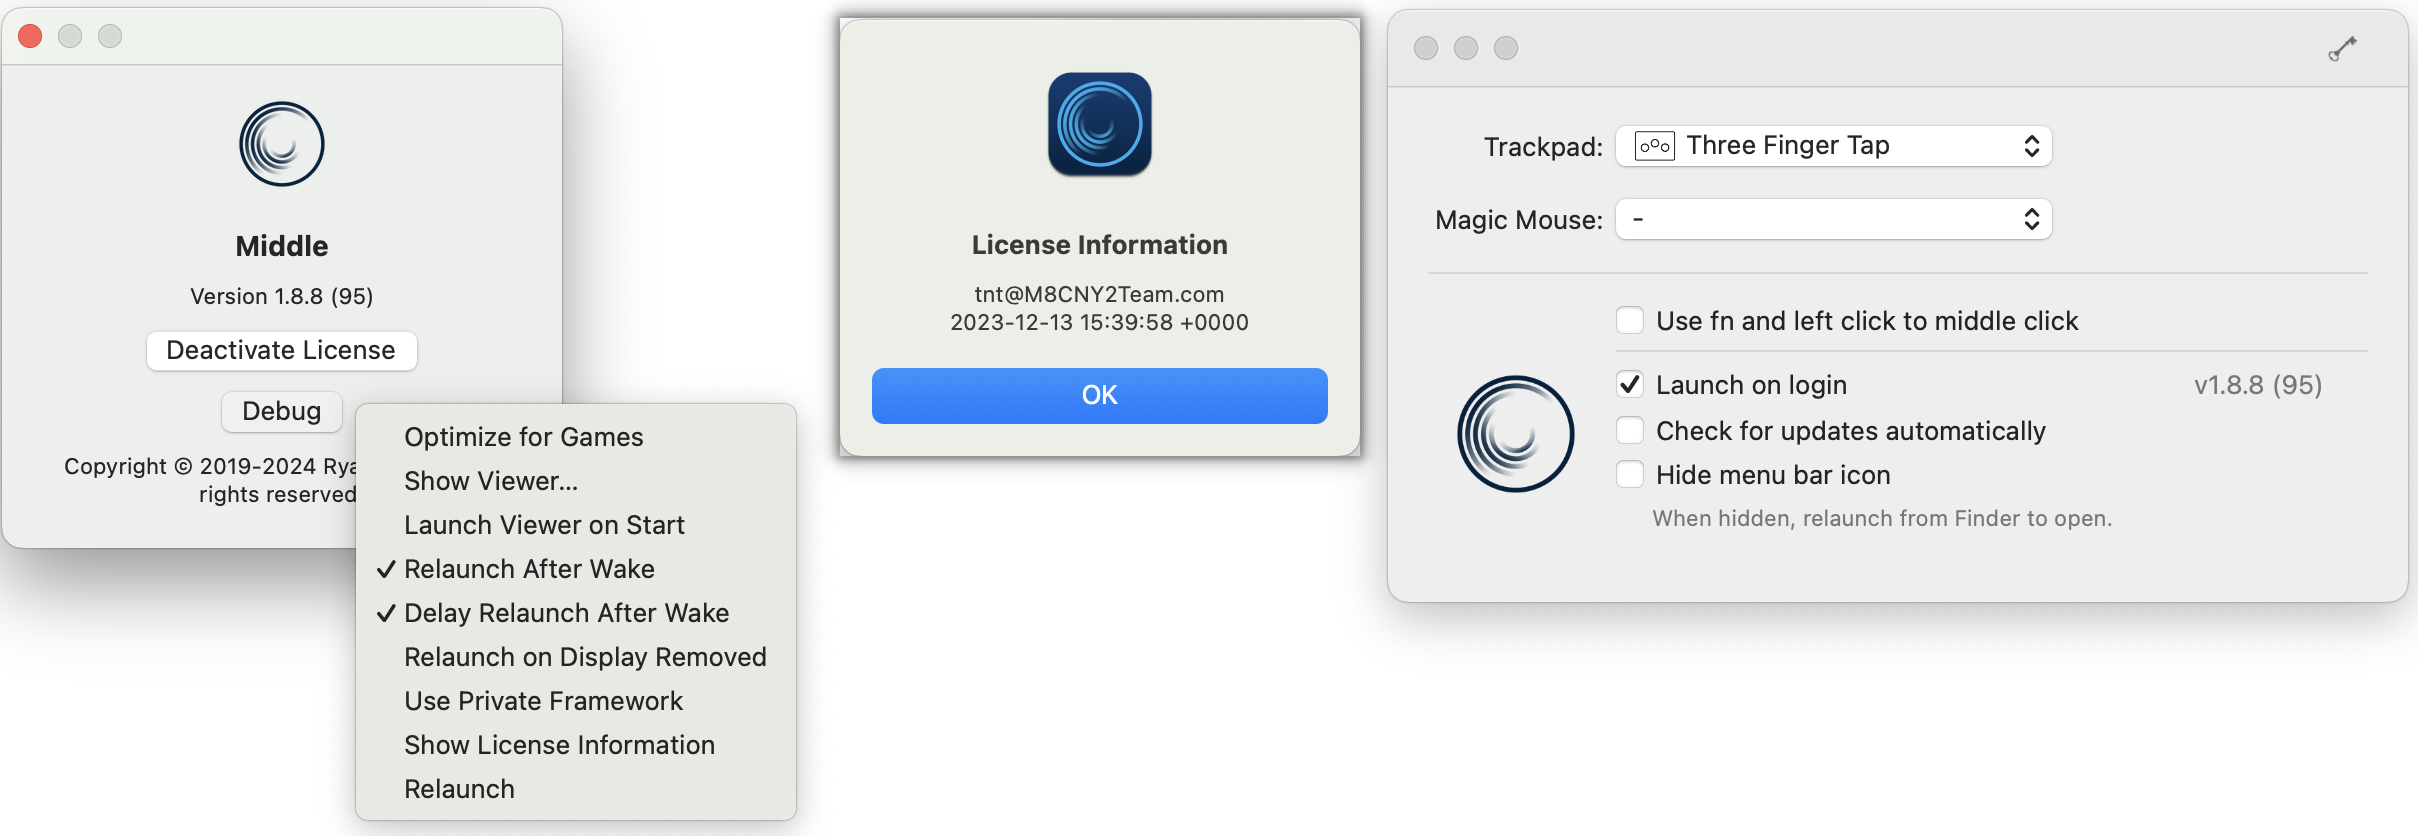 Middle
Version 1.8.8 (95)
Deactivate License
Debug
Copyright © 2019-2024 Rya
rights reserved
Optimize for Games
Show Viewer...
Launch Viewer on Start
✓ Relaunch After Wake
✓ Delay Relaunch After Wake
Relaunch on Display Removed
Use Private Framework
Show License Information
Relaunch
License Information
tnt@M8CNY2Team.com
2023-12-13 15:39:58 +0000
OK
Trackpad: Three Finger Tap
Magic Mouse: -
Use fn and left click to middle click
Launch on login v1.8.8 (95)
Check for updates automatically
Hide menu bar icon
When hidden, relaunch from Finder to open.